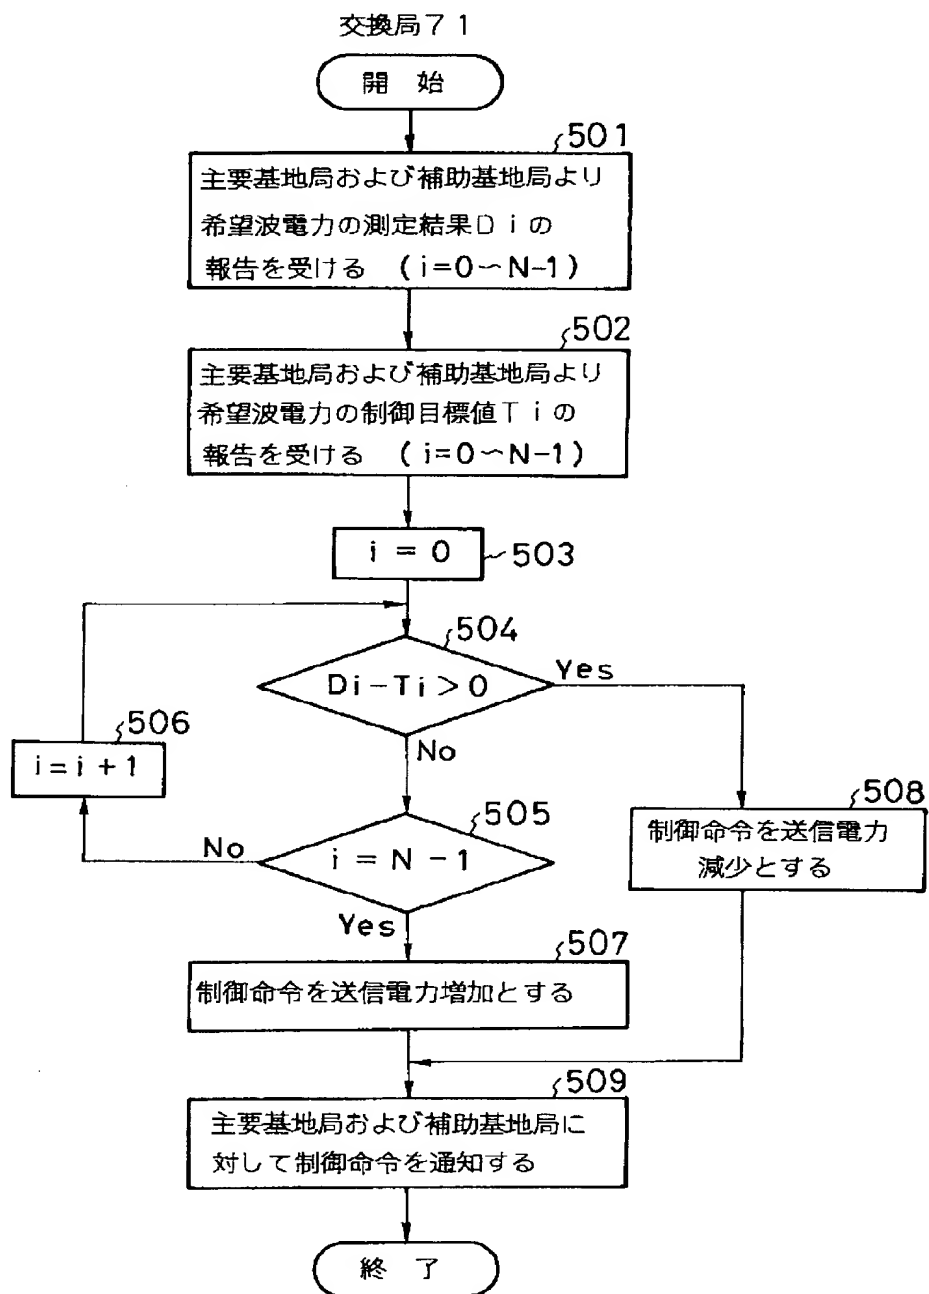 交換局７１
開　始
501
主要基地局および補助基地局より
希望波電力の測定結果Ｄｉの
報告を受ける　(i=0〜N-1)
502
主要基地局および補助基地局より
希望波電力の制御目標値Ｔｉの
報告を受ける　(i=0〜N-1)
i = 0
503
504
Di-Ti>0
Yes
506
i=i+1
No
505
508
No
i = N-1
制御命令を送信電力
減少とする
Yes
507
制御命令を送信電力増加とする
509
主要基地局および補助基地局に
対して制御命令を通知する
終　了